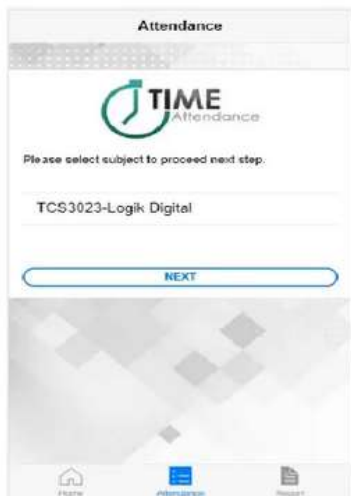 Attendance
TIME
Attendance
Please select subject to proceed next step.
TCS3023-Logik Digital
NEXT
Home
Attendance
Report